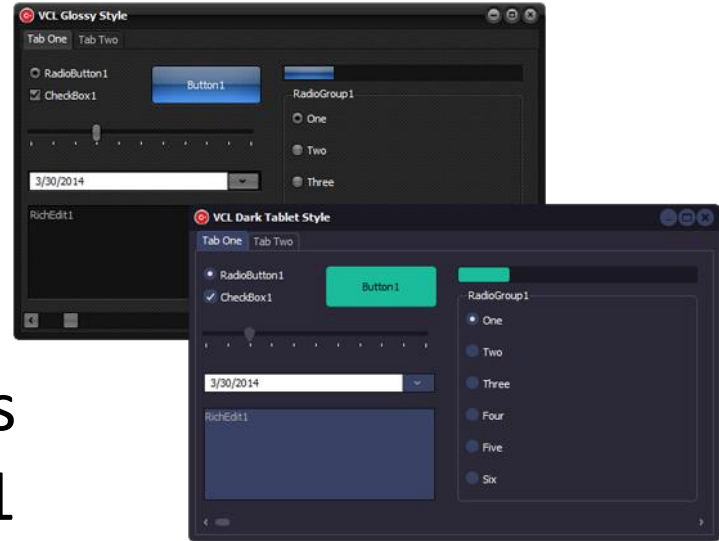 VCL Glossy Style
Tab One Tab Two
RadioButton1
CheckBox1
Button1
RadioGroup1
One
Two
Three
3/30/2014
RichEdit1
VCL Dark Tablet Style
Tab One Tab Two
RadioButton1
CheckBox1
Button1
RadioGroup1
One
Two
Three
Four
Five
Six
3/30/2014
RichEdit1
s